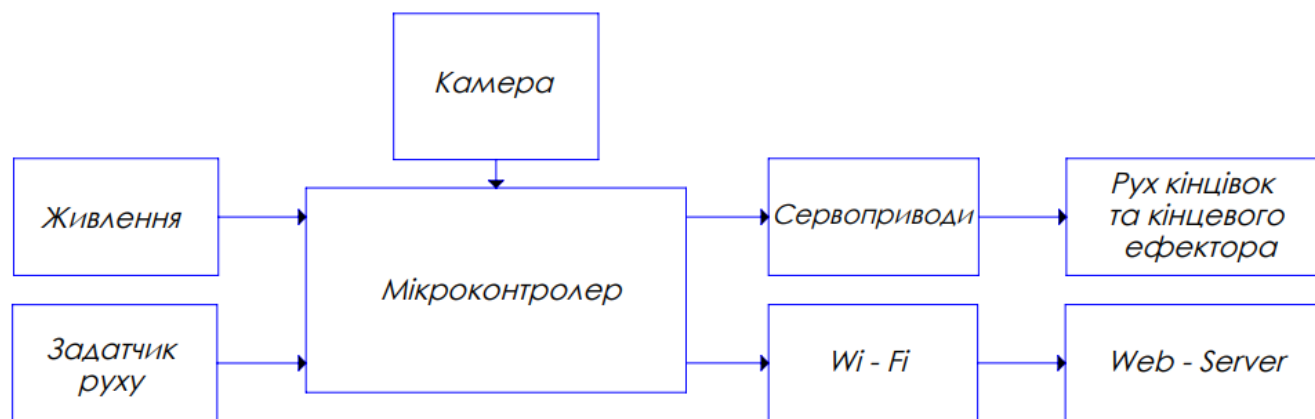 Камера
Живлення
Мікроконтролер
Сервоприводи
Рух кінцівок
та кінцевого
ефектора
Задатчик
руху
Wi - Fi
Web - Server